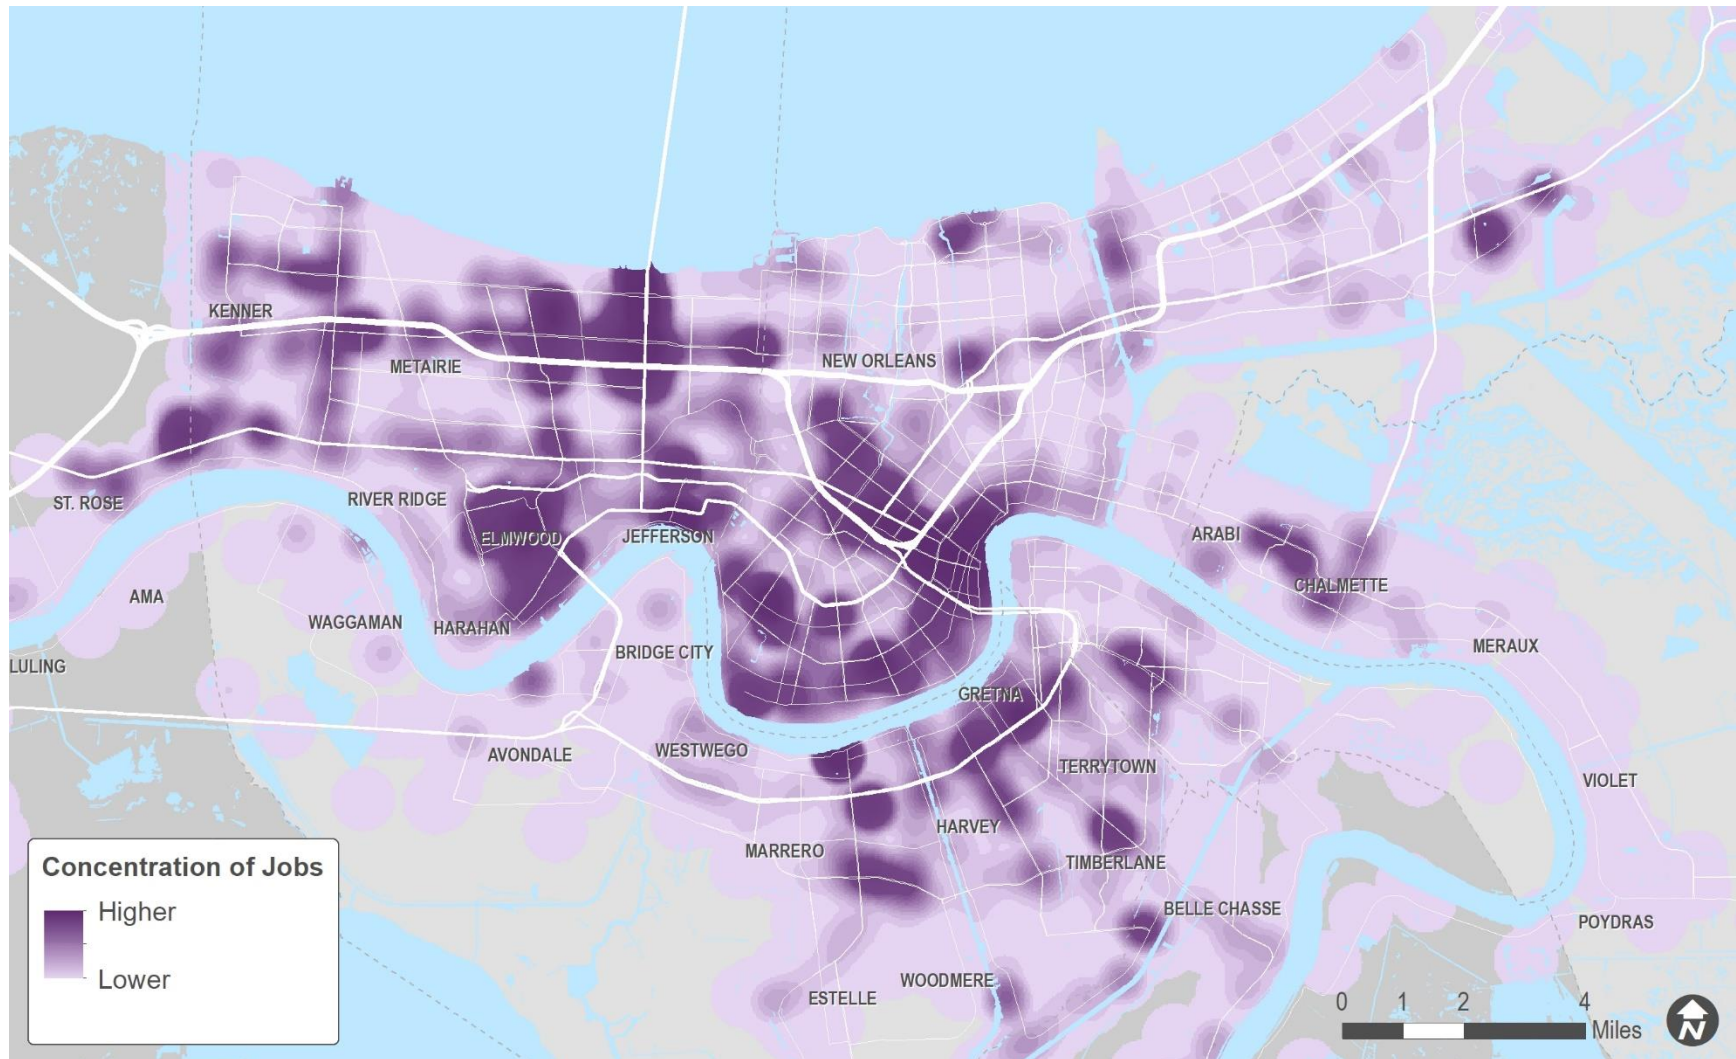 KENNER
METAIRIE
NEW ORLEANS
ST. ROSE
RIVER RIDGE
ELMWOOD
JEFFERSON
ARABI
CHALMETTE
AMA
WAGGAMAN
HARAHAN
BRIDGE CITY
MERAUX
LULING
GRETNA
AVONDALE
WESTWEGO
TERRYTOWN
VIOLET
HARVEY
MARRERO
TIMBERLANE
BELLE CHASSE
POYDRAS
WOODMERE
ESTELLE
Concentration of Jobs
Higher
Lower
0 1 2 4
Miles
N